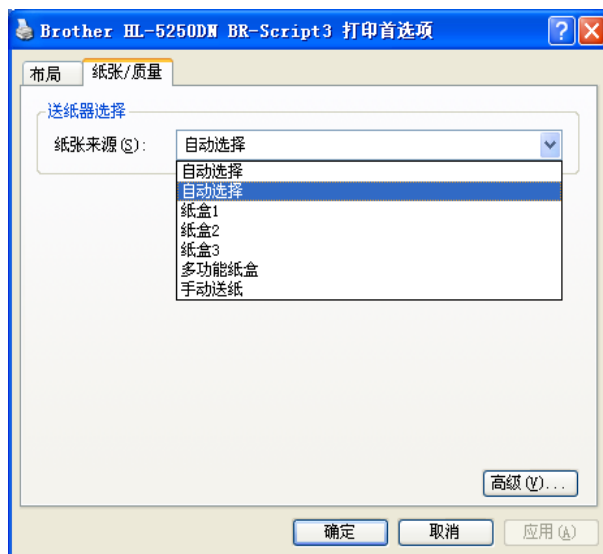 Brother HL-5250DN BR-Script3 打印首选项
布局 纸张/质量
送纸器选择
纸张来源(S): 自动选择
自动选择
自动选择
纸盒1
纸盒2
纸盒3
多功能纸盒
手动送纸
高级(V)...
确定 取消 应用(A)